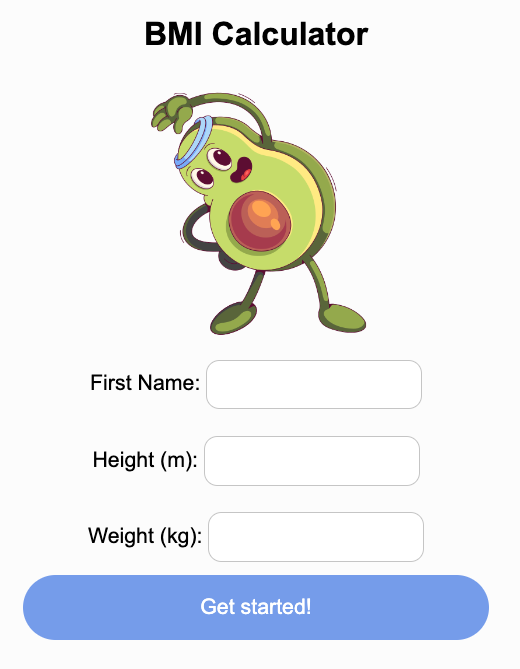 BMI Calculator
First Name:
Height (m):
Weight (kg):
Get started!